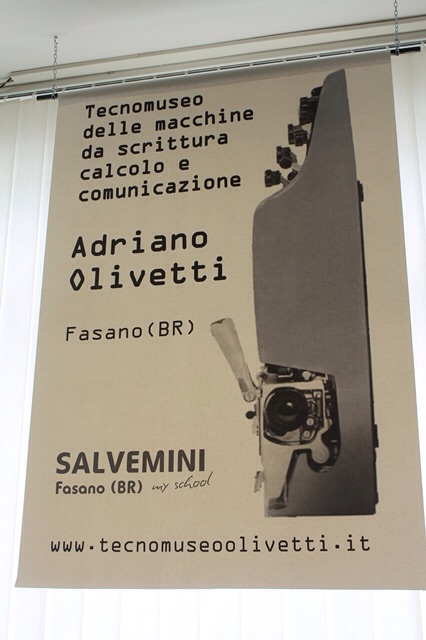 Tecnomuseo
delle macchine
da scrittura
calcolo e
comunicazione
Adriano
Olivetti
Fasano(BR)
SALVEMINI
Fasano (BR) my school
www.tecnomuseoolivetti.it